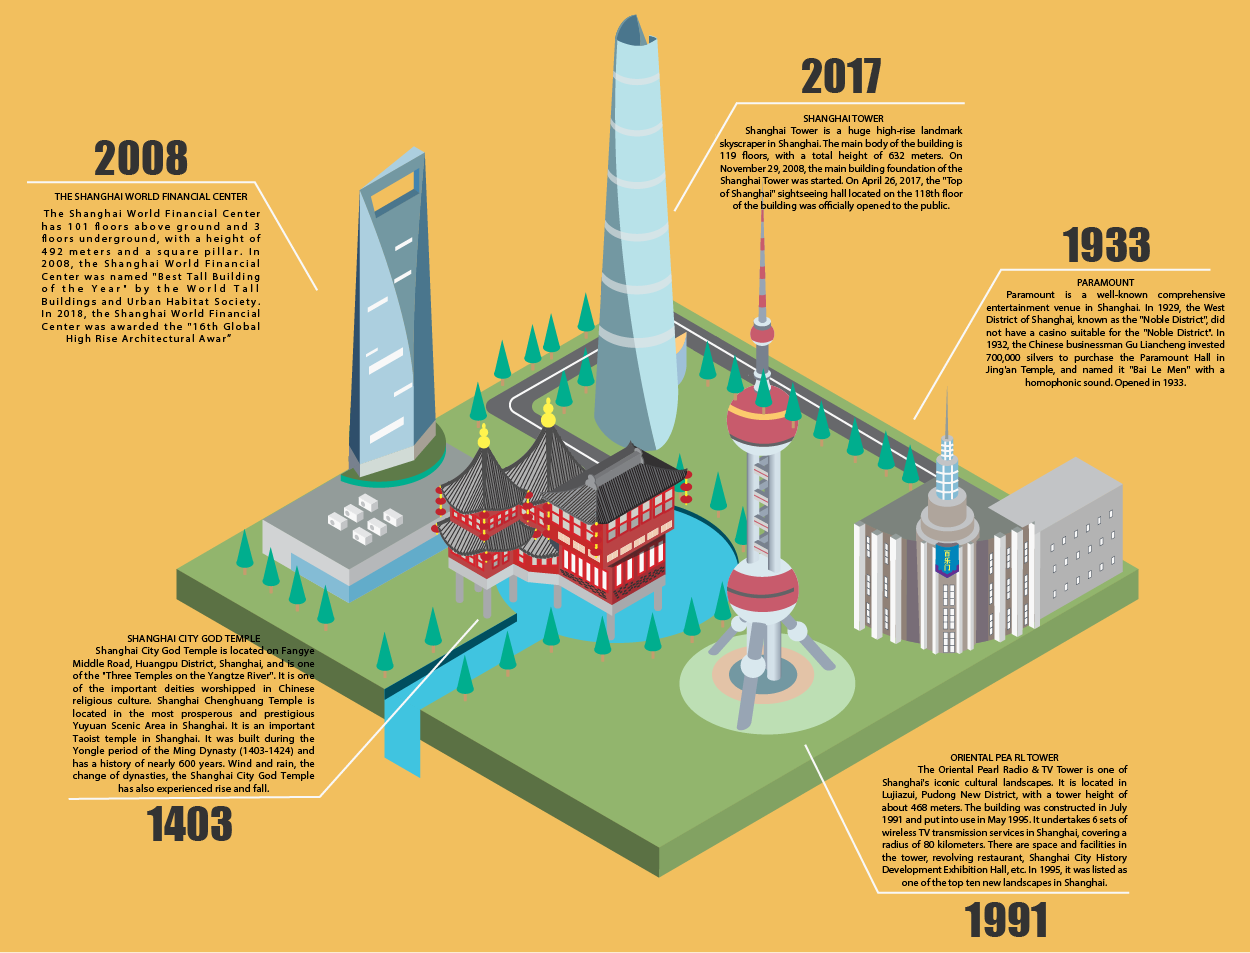 2017
SHANGHAI TOWER
Shanghai Tower is a huge high-rise landmark
skyscraper in Shanghai. The main body of the building is
119 floors, with a total height of 632 meters. On
November 29, 2008, the main building foundation of the
Shanghai Tower was started. On April 26, 2017, the "Top
of Shanghai" sightseeing hall located on the 118th floor
of the building was officially opened to the public.
2008
THE SHANGHAI WORLD FINANCIAL CENTER
The Shanghai World Financial Center
has 101 floors above ground and 3
floors underground, with a height of
492 meters and a square pillar. In
2008, the Shanghai World Financial
Center was named "Best Tall Building
of the Year" by the World Tall
Buildings and Urban Habitat Society.
In 2018, the Shanghai World Financial
Center was awarded the "16th Global
High Rise Architectural Awar”
1933
PARAMOUNT
Paramount is a well-known comprehensive
entertainment venue in Shanghai. In 1929, the West
District of Shanghai, known as the "Noble District", did
not have a casino suitable for the "Noble District". In
1932, the Chinese businessman Gu Liancheng invested
700,000 silvers to purchase the Paramount Hall in
Jing'an Temple, and named it "Bai Le Men" with a
homophonic sound. Opened in 1933.
百乐门
SHANGHAI CITY GOD TEMPLE
Shanghai City God Temple is located on Fangye
Middle Road, Huangpu District, Shanghai, and is one
of the "Three Temples on the Yangtze River". It is one
of the important deities worshipped in Chinese
religious culture. Shanghai Chenghuang Temple is
located in the most prosperous and prestigious
Yuyuan Scenic Area in Shanghai. It is an important
Taoist temple in Shanghai. It was built during the
Yongle period of the Ming Dynasty (1403-1424) and
has a history of nearly 600 years. Wind and rain, the
change of dynasties, the Shanghai City God Temple
has also experienced rise and fall.
1403
ORIENTAL PEA RL TOWER
The Oriental Pearl Radio & TV Tower is one of
Shanghai's iconic cultural landscapes. It is located in
Lujiazui, Pudong New District, with a tower height of
about 468 meters. The building was constructed in July
1991 and put into use in May 1995. It undertakes 6 sets of
wireless TV transmission services in Shanghai, covering a
radius of 80 kilometers. There are space and facilities in
the tower, revolving restaurant, Shanghai City History
Development Exhibition Hall, etc. In 1995, it was listed as
one of the top ten new landscapes in Shanghai.
1991